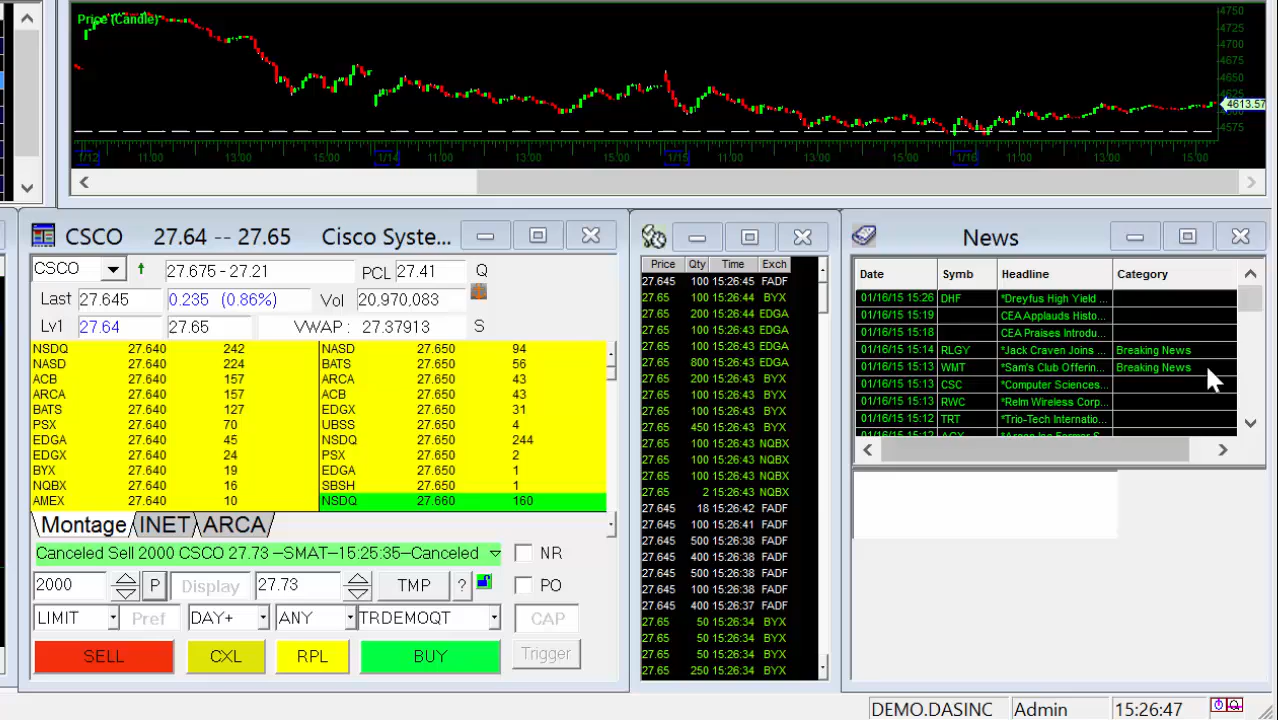 Price (Candle)
4750
4725
4700
4675
4650
4625
4613.57
4575
1/12 11:00 13:00 15:00 1/14 11:00 13:00 15:00 1/15 11:00 13:00 15:00 1/16 11:00 13:00 15:00
CSCO 27.64 -- 27.65 Cisco Syste...
CSCO 27.675 - 27.21 PCL 27.41 Q
Last 27.645 0.235 (0.86%) Vol 20,970,083
Lv1 27.64 27.65 VWAP : 27.37913 S
NSDQ 27.640 242 NASD 27.650 94
NASD 27.640 224 BATS 27.650 56
ACB 27.640 157 ARCA 27.650 43
ARCA 27.640 157 ACB 27.650 43
BATS 27.640 127 EDGX 27.650 31
PSX 27.640 70 UBSS 27.650 4
EDGA 27.640 45 NSDQ 27.650 244
EDGX 27.640 24 PSX 27.650 2
BYX 27.640 19 EDGA 27.650 1
NQBX 27.640 16 SBSH 27.650 1
AMEX 27.640 10 NSDQ 27.660 160
Montage INET ARCA
Canceled Sell 2000 CSCO 27.73 –SMAT–15:25:35–Canceled NR
2000 P Display 27.73 TMP ? PO
LIMIT Pref DAY+ ANY TRDEMOQT CAP
SELL CXL RPL BUY Trigger
Price Qty Time Exch
27.645 100 15:26:45 FADF
27.65 100 15:26:44 BYX
27.65 200 15:26:44 EDGA
27.65 100 15:26:43 EDGA
27.65 100 15:26:43 EDGA
27.65 800 15:26:43 EDGA
27.65 200 15:26:43 BYX
27.65 100 15:26:43 BYX
27.65 450 15:26:43 BYX
27.65 100 15:26:43 NQBX
27.65 100 15:26:43 NQBX
27.65 100 15:26:43 NQBX
27.65 2 15:26:43 NQBX
27.645 18 15:26:42 FADF
27.645 100 15:26:41 FADF
27.645 500 15:26:38 FADF
27.645 400 15:26:38 FADF
27.645 500 15:26:38 FADF
27.645 100 15:26:38 FADF
27.645 400 15:26:37 FADF
27.65 50 15:26:34 BYX
27.65 50 15:26:34 BYX
27.65 50 15:26:34 BYX
27.65 250 15:26:34 BYX
News
Date Symb Headline Category
01/16/15 15:26 DHF *Dreyfus High Yield ...
01/16/15 15:19 CEA Applauds Histo...
01/16/15 15:18 CEA Praises Introdu...
01/16/15 15:14 RLGY *Jack Craven Joins ... Breaking News
01/16/15 15:13 WMT *Sam's Club Offerin... Breaking News
01/16/15 15:13 CSC *Computer Sciences...
01/16/15 15:13 RWC *Relm Wireless Corp...
01/16/15 15:12 TRT *Trio-Tech Internatio...
DEMO.DASINC Admin 15:26:47